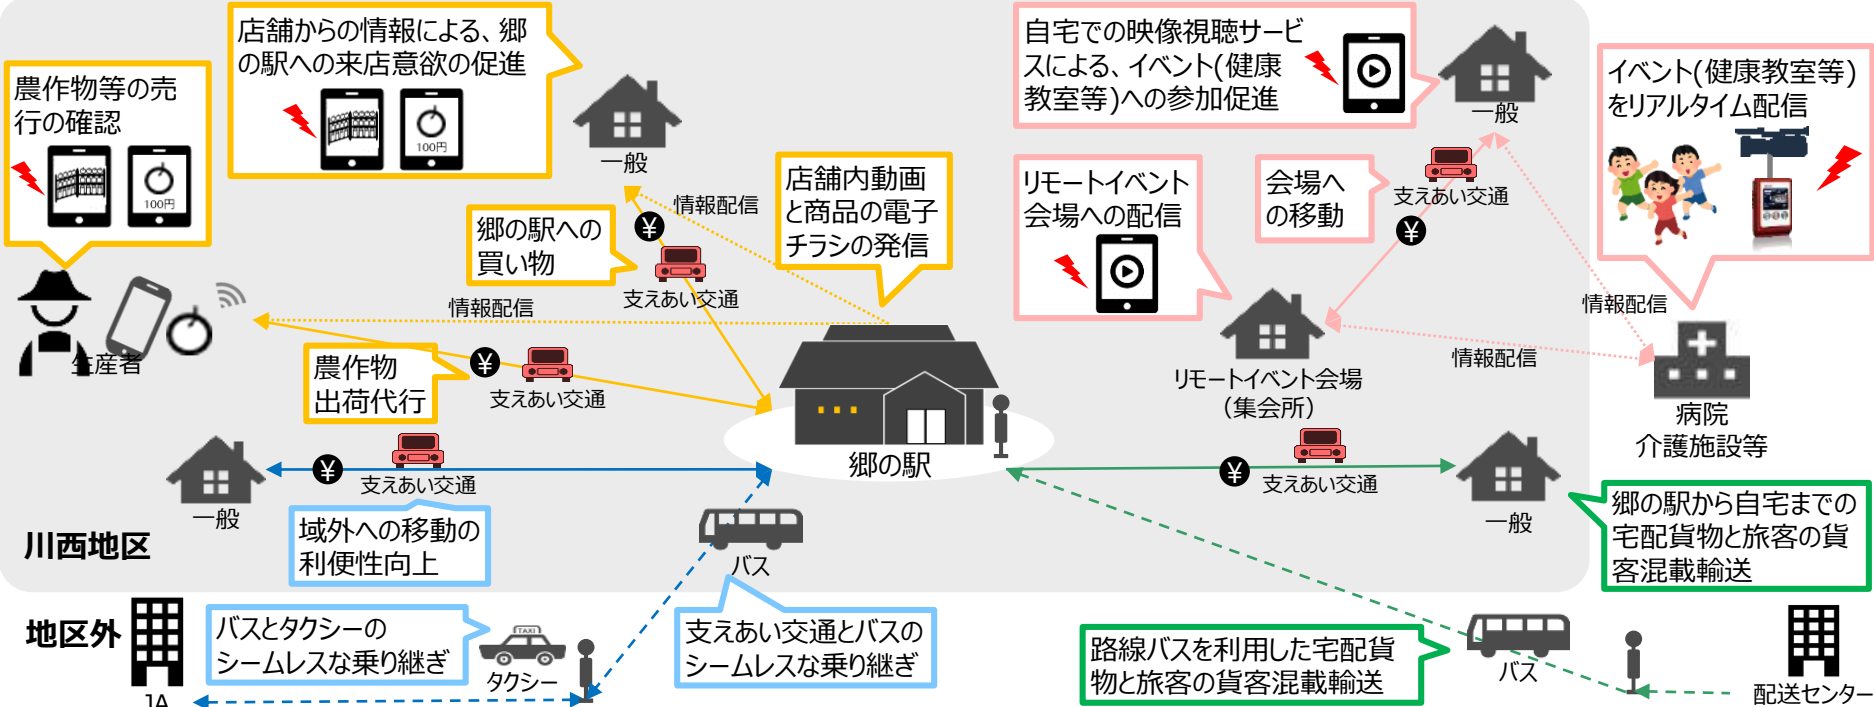 農作物等の売
行の確認
100円
店舗からの情報による、郷
の駅への来店意欲の促進
100円
一般
自宅での映像視聴サービ
スによる、イベント(健康
教室等)への参加促進
一般
イベント(健康教室等)
をリアルタイム配信
店舗内動画
と商品の電子
チラシの発信
情報配信
郷の駅への
買い物
¥
支えあい交通
リモートイベント
会場への配信
会場へ
の移動
支えあい交通
¥
情報配信
生産者
情報配信
農作物
出荷代行
¥
支えあい交通
リモートイベント会場
(集会所)
情報配信
病院
介護施設等
郷の駅
一般
¥
支えあい交通
域外への移動の
利便性向上
バス
¥
支えあい交通
一般
郷の駅から自宅までの
宅配貨物と旅客の貨
客混載輸送
川西地区
地区外
JA
バスとタクシーの
シームレスな乗り継ぎ
TAXI
タクシー
支えあい交通とバスの
シームレスな乗り継ぎ
路線バスを利用した宅配貨
物と旅客の貨客混載輸送
バス
配送センター